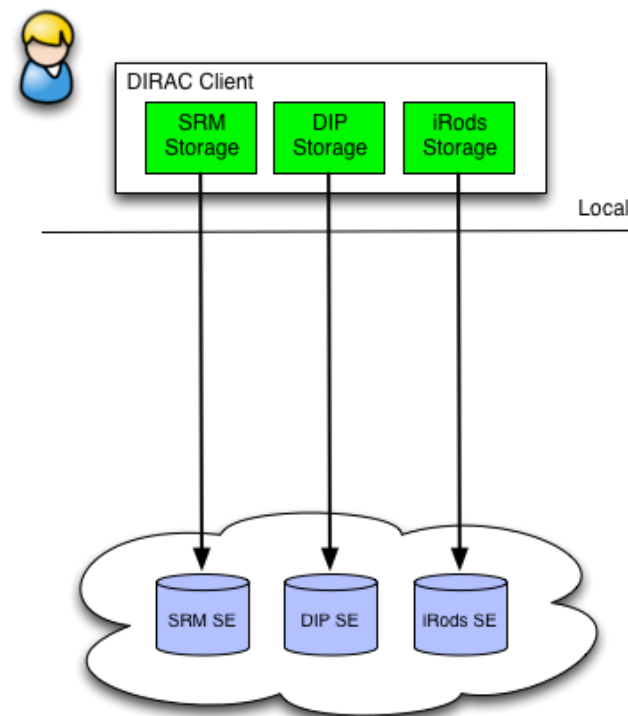 DIRAC Client
SRM
Storage
DIP
Storage
iRods
Storage
Local
SRM SE
DIP SE
iRods SE